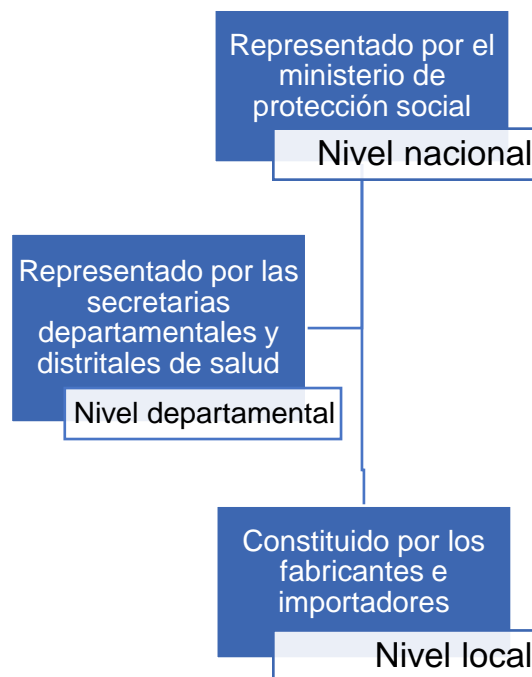 Representado por el
ministerio de
protección social
Nivel nacional
Representado por las
secretarias
departamentales y
distritales de salud
Nivel departamental
Constituido por los
fabricantes e
importadores
Nivel local